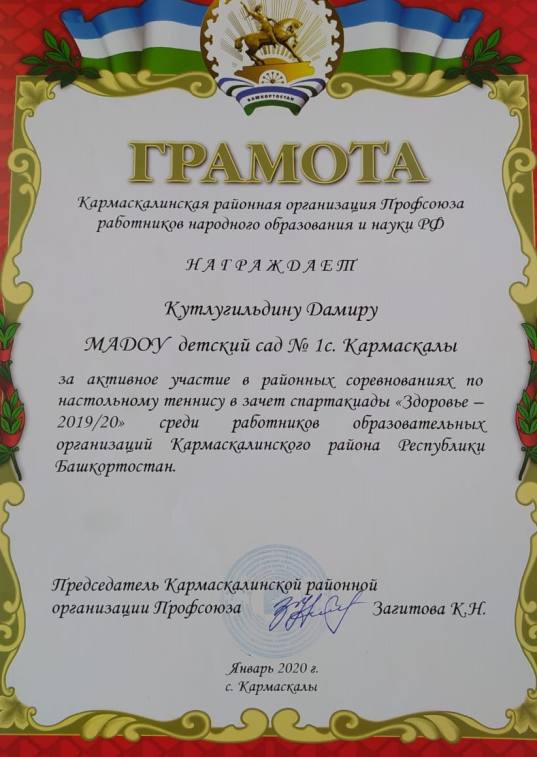 БАШКОРТОСТАН
ГРАМОТА
Кармаскалинская районная организация Профсоюза
работников народного образования и науки РФ
НАГРАЖДАЕТ
Кутлугильдину Дамиру
МАДОУ детский сад № 1с. Кармаскалы
за активное участие в районных соревнованиях по
настольному теннису в зачет спартакиады «Здоровье –
2019/20» среди работников образовательных
организаций Кармаскалинского района Республики
Башкортостан.
Председатель Кармаскалинской районной
организации Профсоюза Загитова К.Н.
Январь 2020 г.
с. Кармаскалы